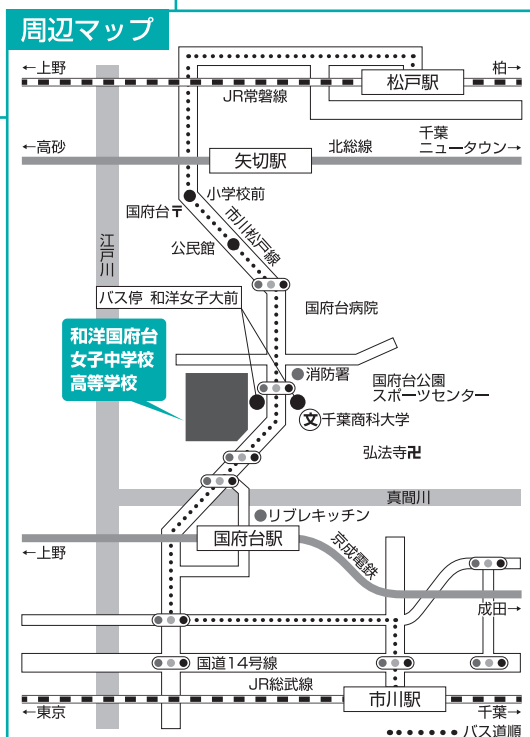 周辺マップ
←上野
柏→
松戸駅
JR常磐線
←高砂
矢切駅
北総線
千葉
ニュータウン→
小学校前
国府台〒
市川松戸線
公民館
江戸川
バス停 和洋女子大前
国府台病院
和洋国府台
女子中学校
高等学校
消防署
国府台公園
スポーツセンター
文千葉商科大学
弘法寺卍
真間川
リブレキッチン
国府台駅
←上野
京成電鉄
成田→
国道14号線
JR総武線
市川駅
←東京
千葉→
バス道順